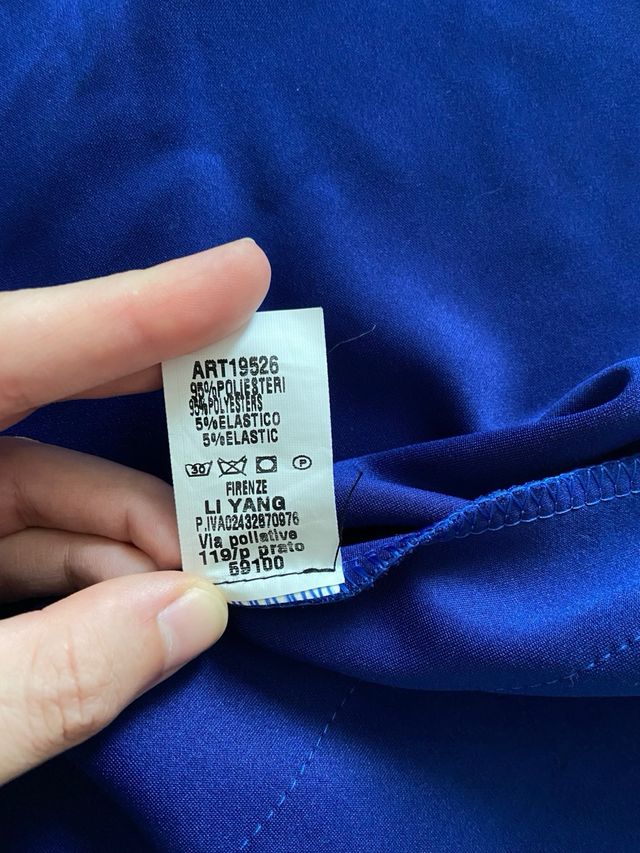 ART19526
95%POLIESTERI
95%POLYESTERS
5%ELASTICO
5%ELASTIC
30 P
FIRENZE
LI YANG
P.IVA02432870976
Via pollative
119/p prato
59100